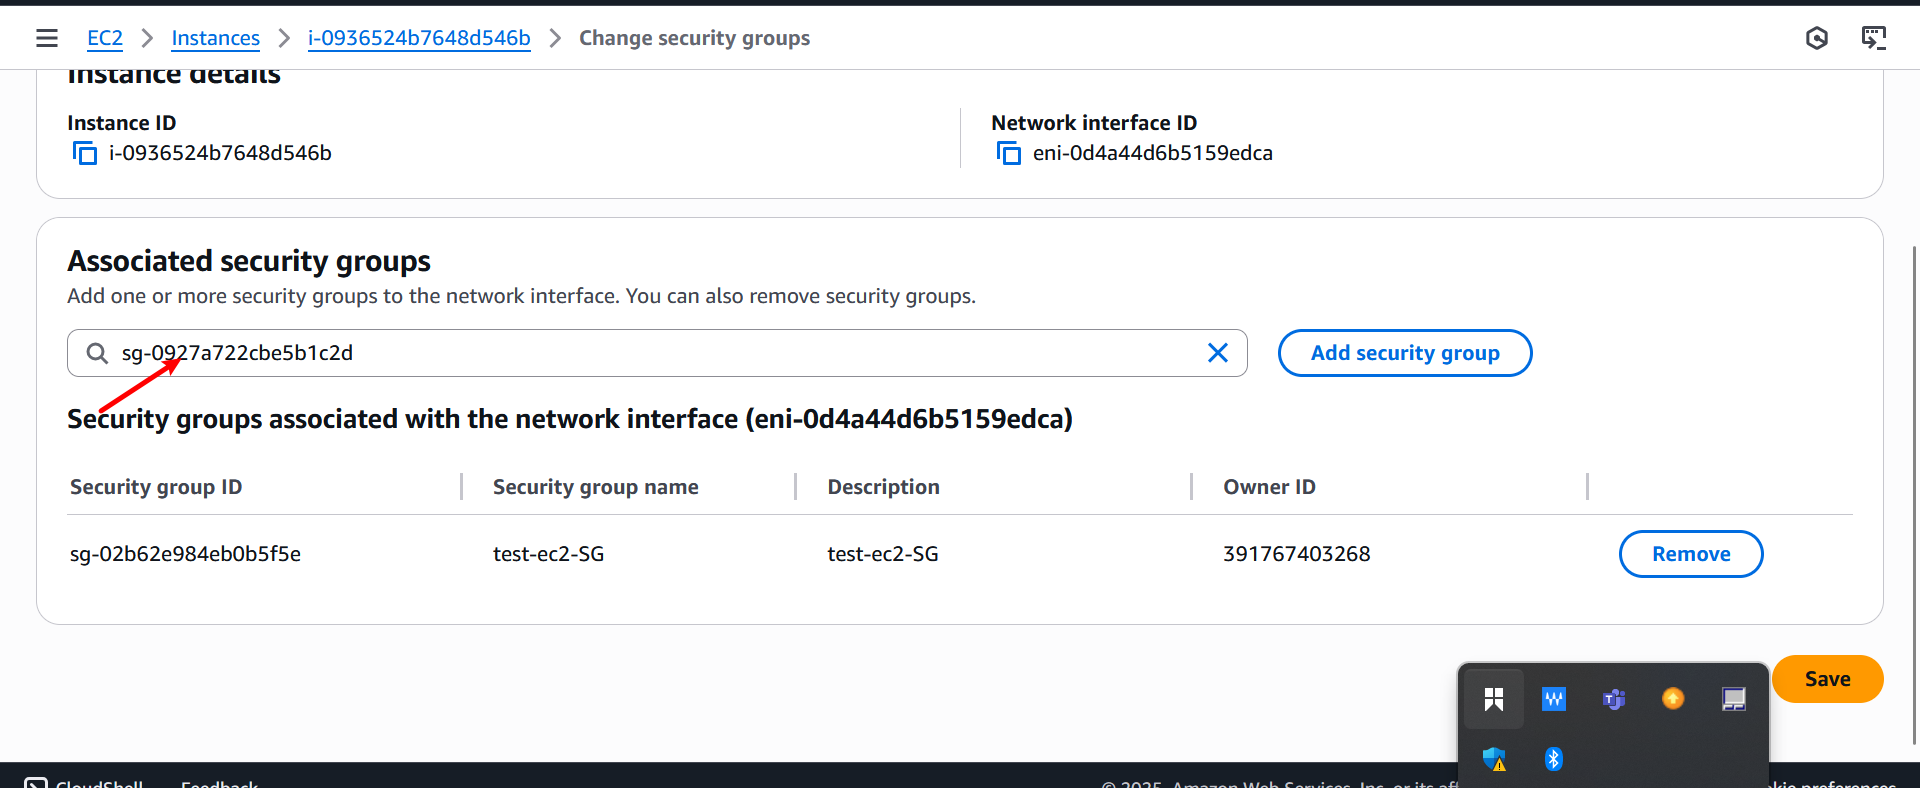 EC2 > Instances > i-0936524b7648d546b > Change security groups
Instance details
Instance ID
i-0936524b7648d546b
Network interface ID
eni-0d4a44d6b5159edca
Associated security groups
Add one or more security groups to the network interface. You can also remove security groups.
sg-0927a722cbe5b1c2d
Add security group
Security groups associated with the network interface (eni-0d4a44d6b5159edca)
Security group ID Security group name Description Owner ID
sg-02b62e984eb0b5f5e test-ec2-SG test-ec2-SG 391767403268 Remove
Save
CloudShell Feedback © 2025, Amazon Web Services, Inc. or its preferences